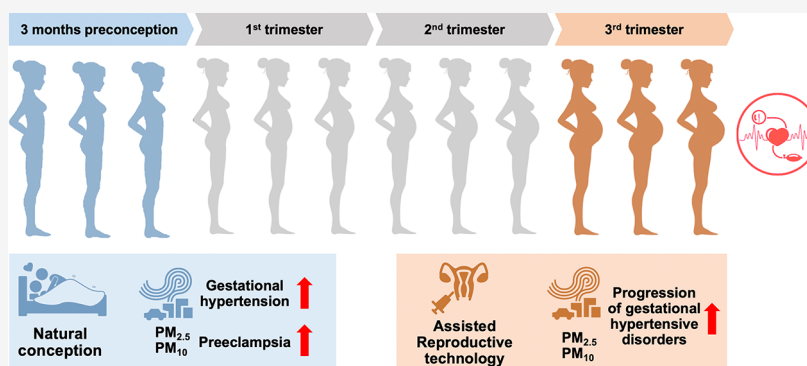 3 months preconception
1st trimester
2nd trimester
3rd trimester
Natural
conception
PM2.5
PM10
Gestational
hypertension
Preeclampsia
Assisted
Reproductive
technology
PM2.5
PM10
Progression
of gestational
hypertensive
disorders